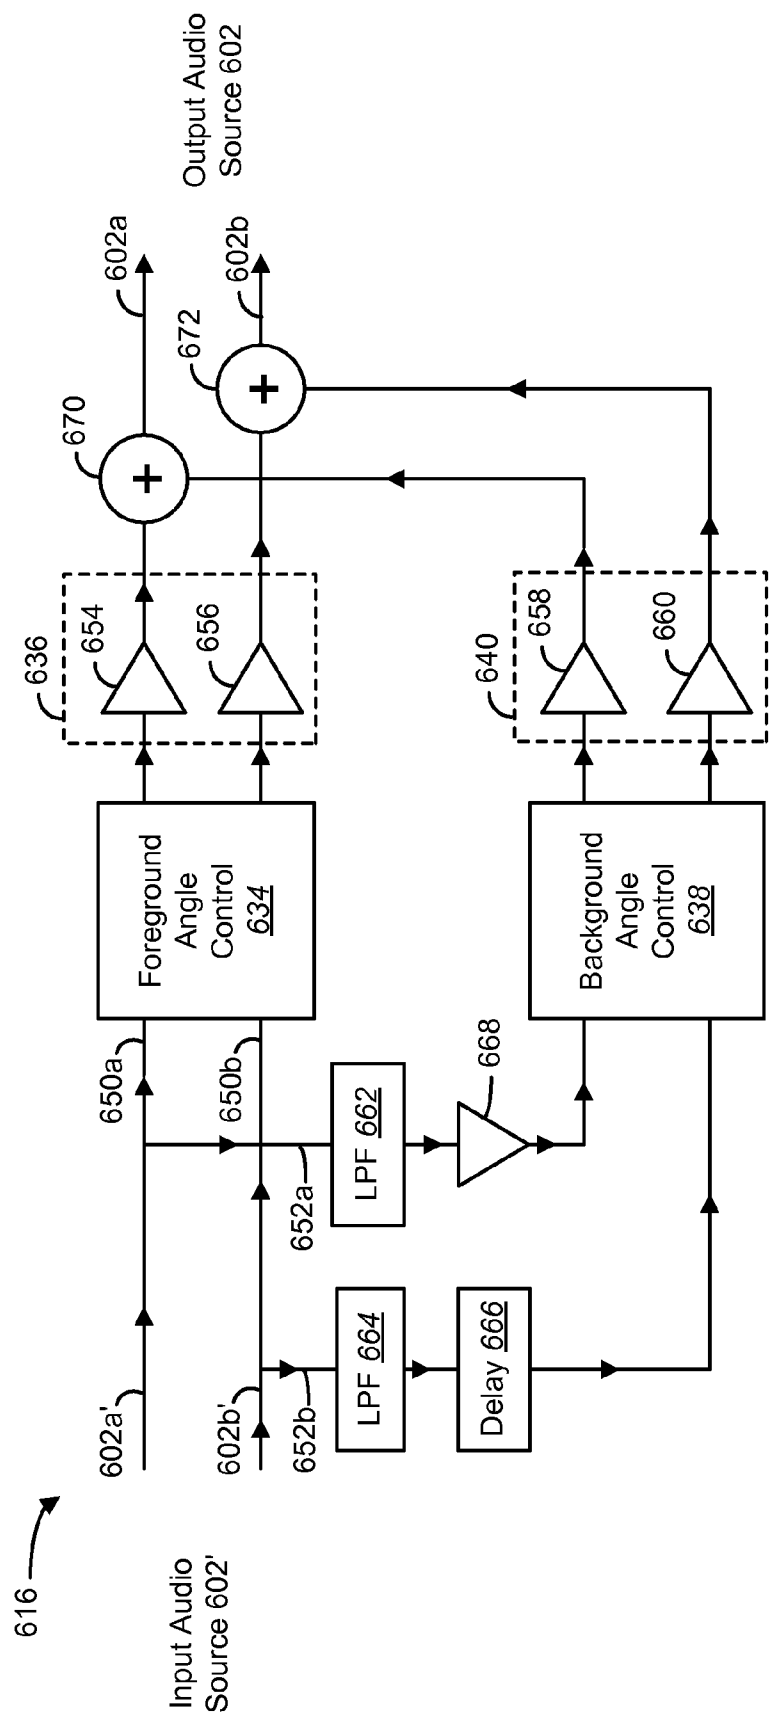 616
Input Audio
Source 602'
602a'
602b'
652b
LPF 664
Delay 666
652a
LPF 662
668
650a
650b
Foreground
Angle
Control
634
Background
Angle
Control
638
636
654
656
640
658
660
670
672
602a
602b
Output Audio
Source 602
+
+